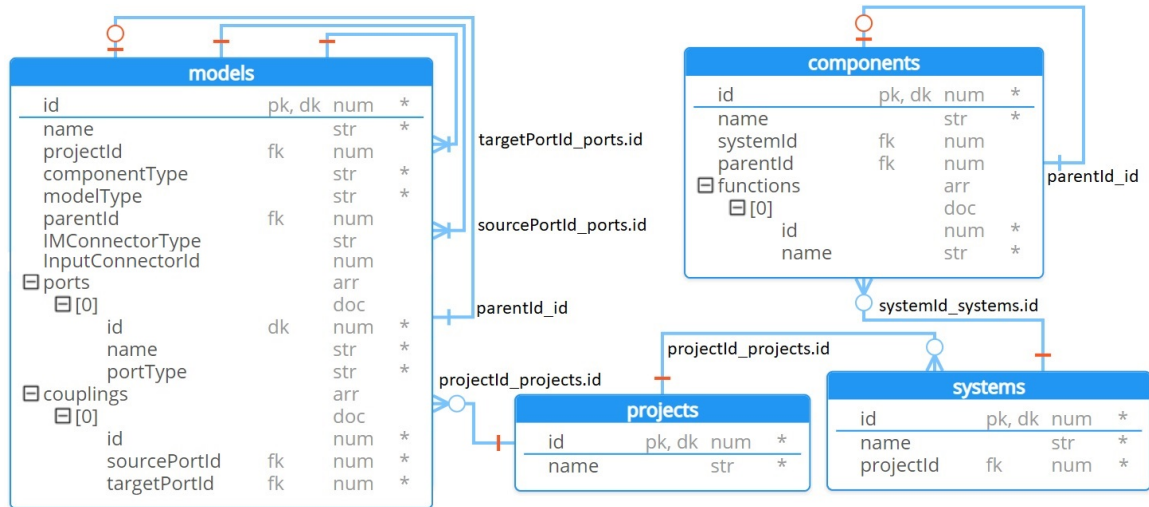 models
id pk, dk num *
name str *
projectId fk num
componentType str *
modelType str *
parentId fk num
IMConnectorType str
InputConnectorId num
ports arr
[0] doc
id dk num *
name str *
portType str *
couplings arr
[0] doc
id num *
sourcePortId fk num *
targetPortId fk num *
targetPortId_ports.id
sourcePortId_ports.id
parentId_id
projectId_projects.id
components
id pk, dk num *
name str *
systemId fk num
parentId fk num
functions arr
[0] doc
id num *
name str *
parentId_id
systemId_systems.id
projectId_projects.id
projects
id pk, dk num *
name str *
systems
id pk, dk num *
name str *
projectId fk num *